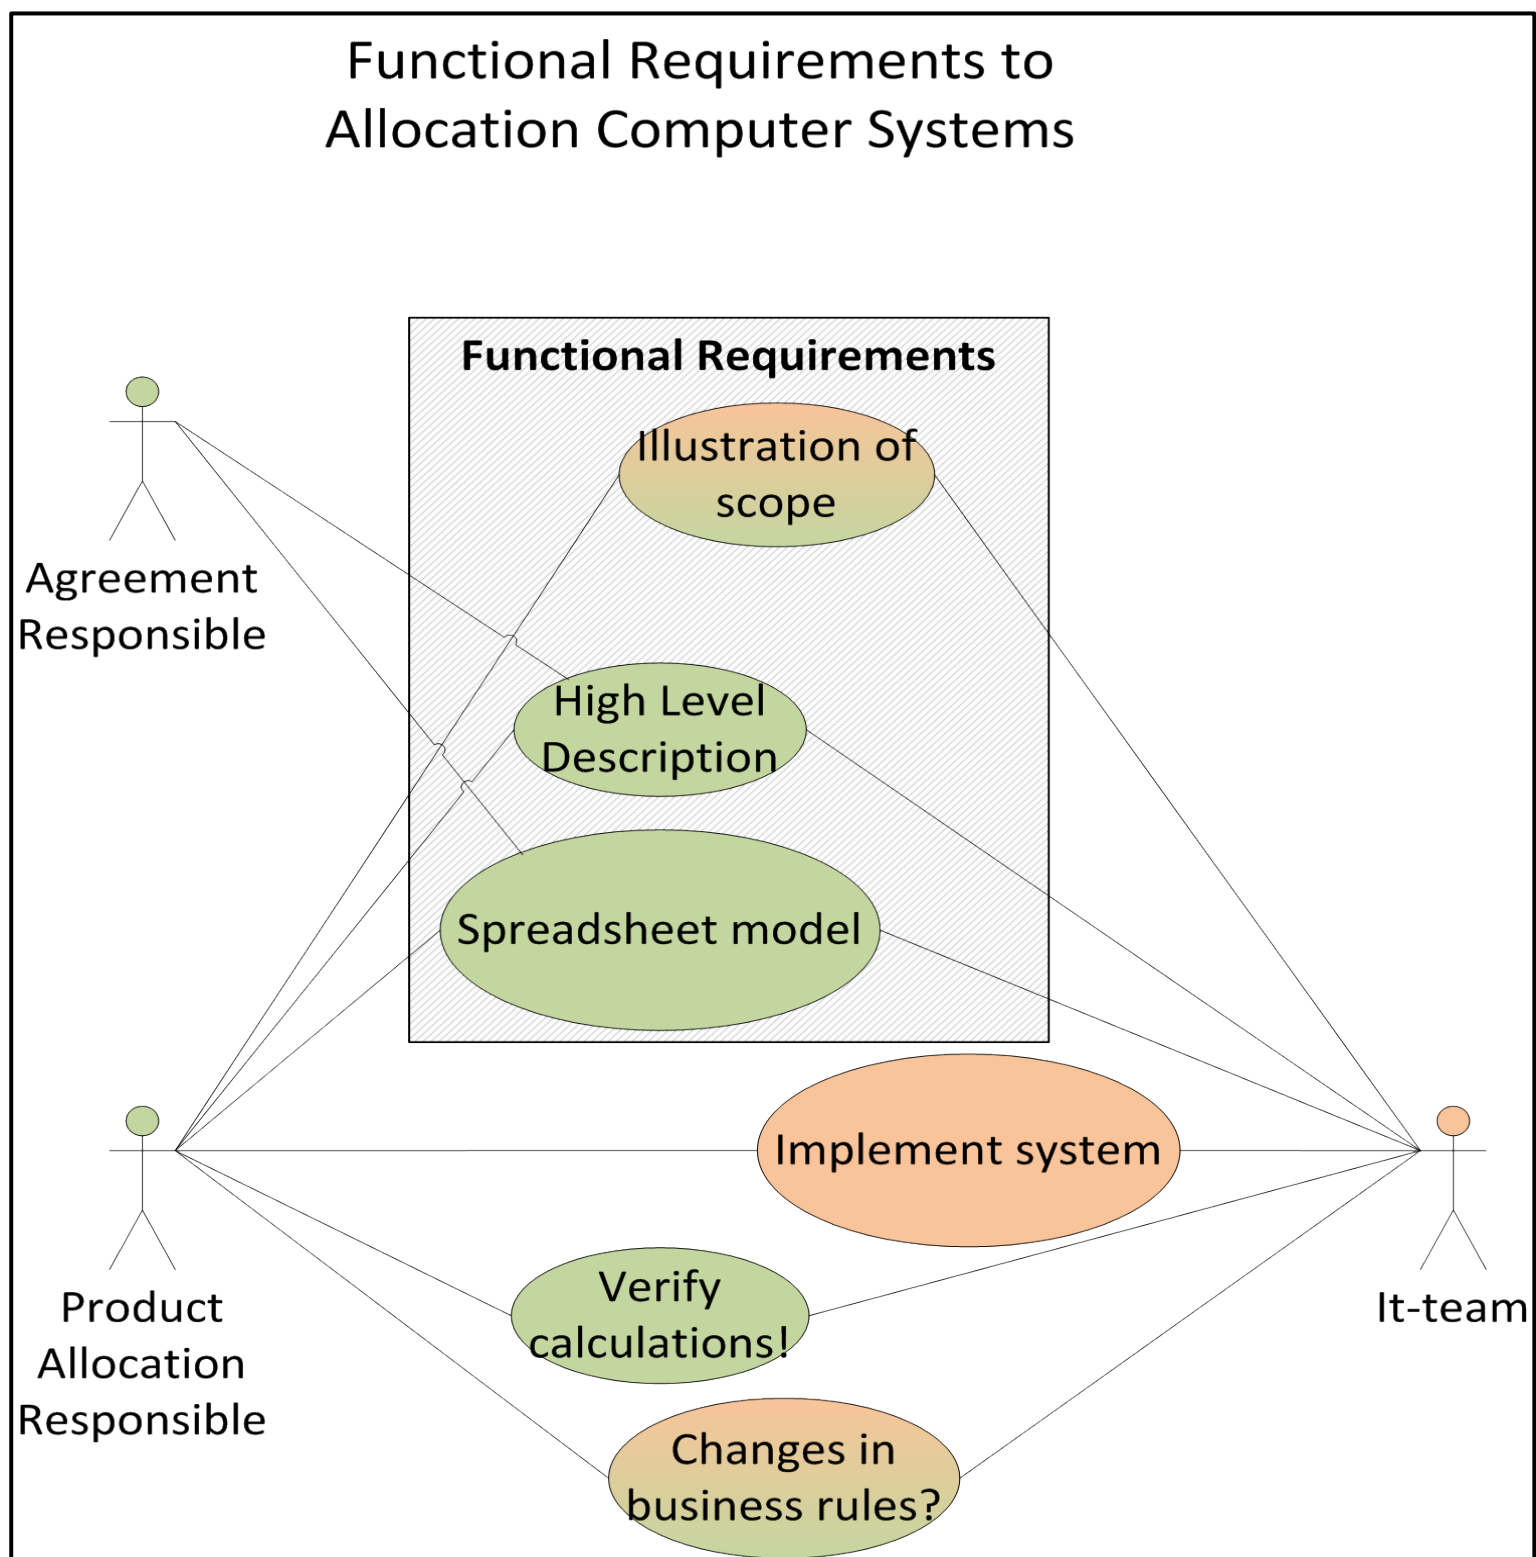 Functional Requirements to
Allocation Computer Systems
Functional Requirements
Illustration of
scope
Agreement
Responsible
High Level
Description
Spreadsheet model
Implement system
Verify
calculations!
Product
Allocation
Responsible
It-team
Changes in
business rules?